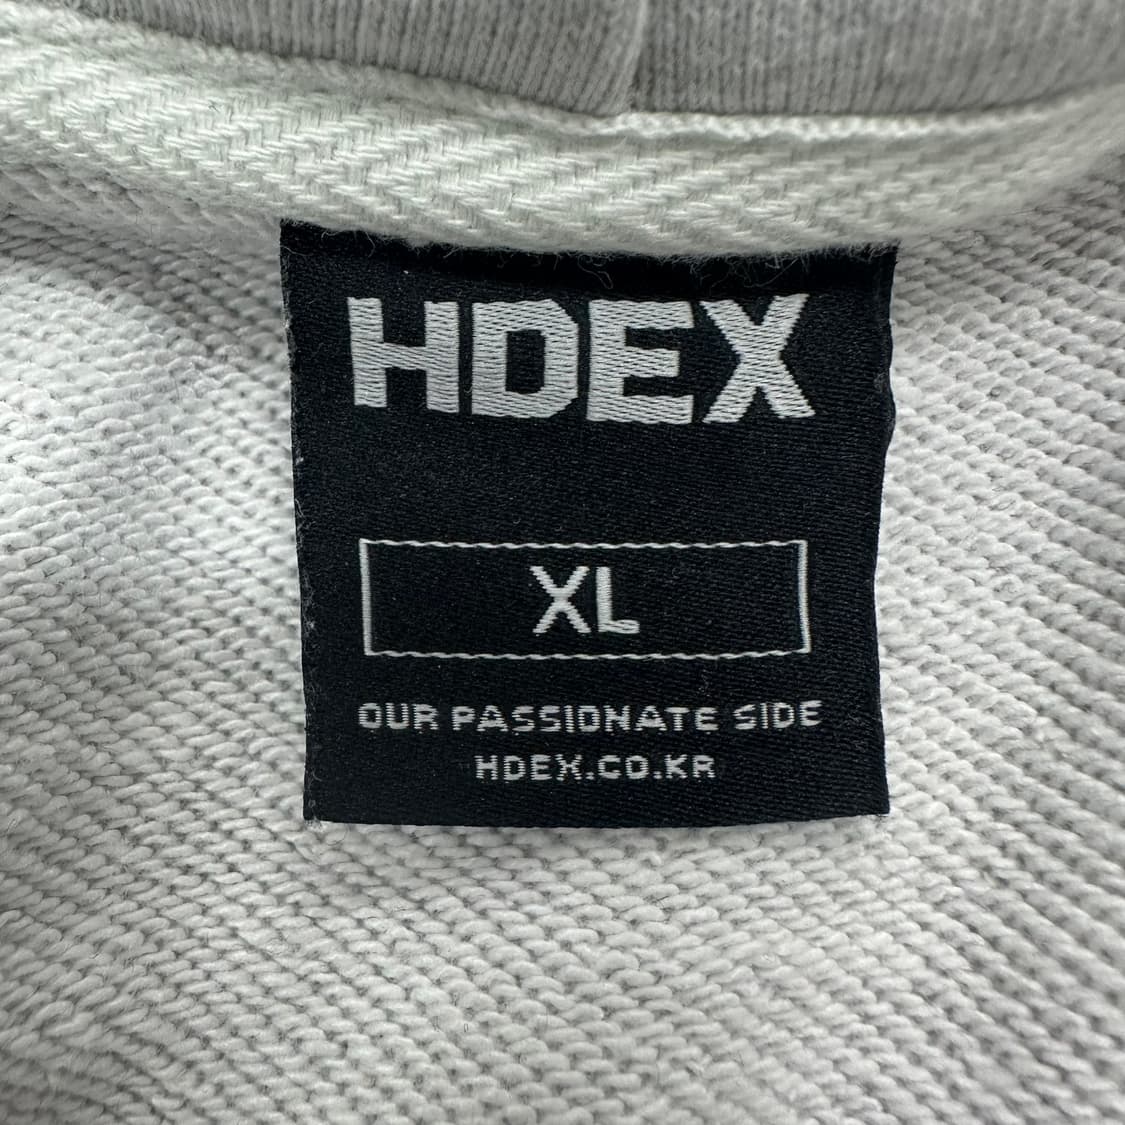 HDEX
XL
OUR PASSIONATE SIDE
HDEX.CO.KR